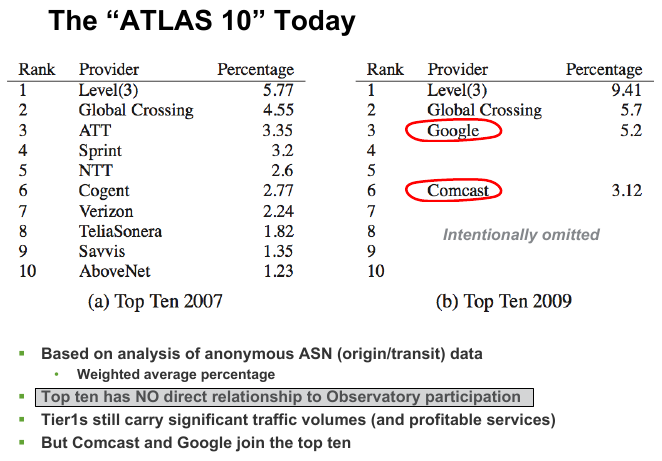 The “ATLAS 10” Today
Rank Provider Percentage
1 Level(3) 5.77
2 Global Crossing 4.55
3 ATT 3.35
4 Sprint 3.2
5 NTT 2.6
6 Cogent 2.77
7 Verizon 2.24
8 TeliaSonera 1.82
9 Savvis 1.35
10 AboveNet 1.23
(a) Top Ten 2007
Rank Provider Percentage
1 Level(3) 9.41
2 Global Crossing 5.7
3 Google 5.2
4
5
6 Comcast 3.12
7
8 Intentionally omitted
9
10
(b) Top Ten 2009
Based on analysis of anonymous ASN (origin/transit) data
Weighted average percentage
Top ten has NO direct relationship to Observatory participation
Tier1s still carry significant traffic volumes (and profitable services)
But Comcast and Google join the top ten